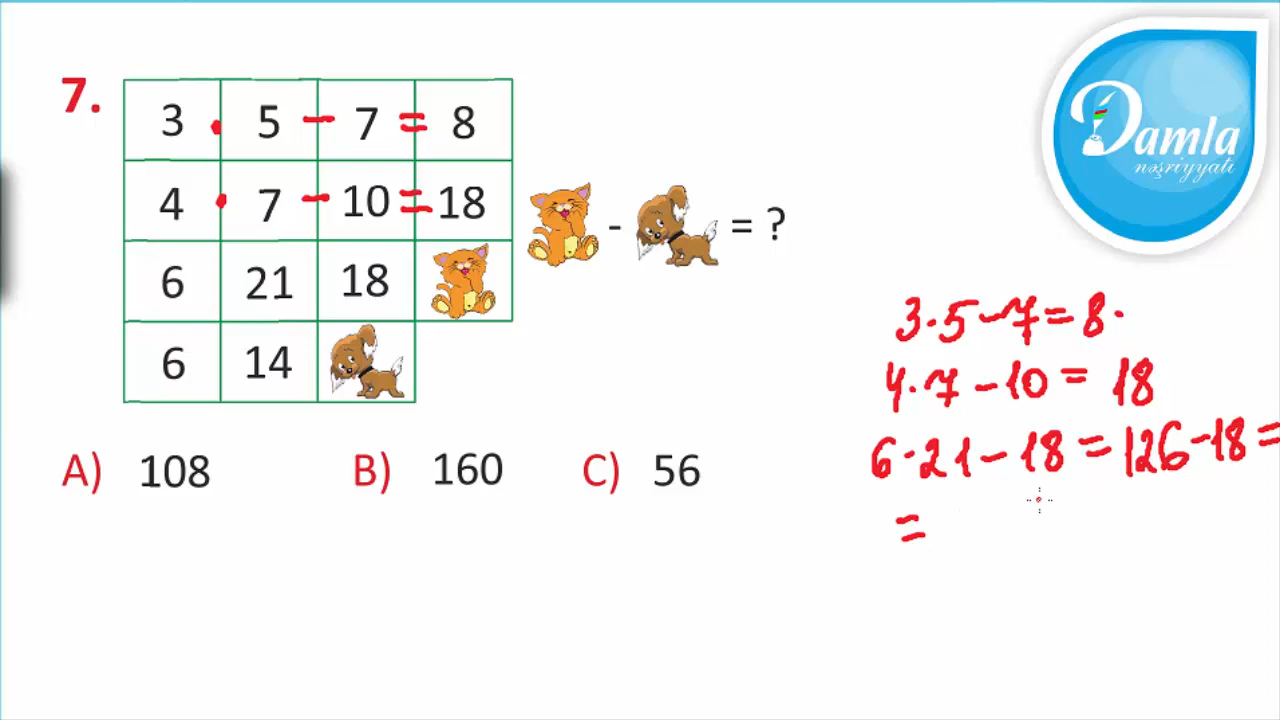 7.
3 . 5 - 7 = 8
4 . 7 - 10 = 18
6 21 18
6 14
- = ?
A) 108 B) 160 C) 56
Damla
nəşriyyatı
3·5-7=8·
4·7-10=18
6·21-18=126-18=
=